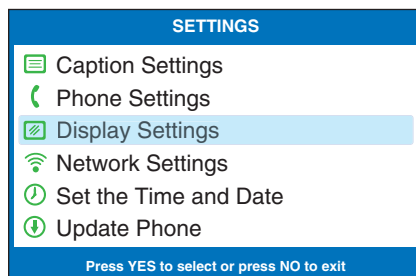 SETTINGS
Caption Settings
Phone Settings
Display Settings
Network Settings
Set the Time and Date
Update Phone
Press YES to select or press NO to exit